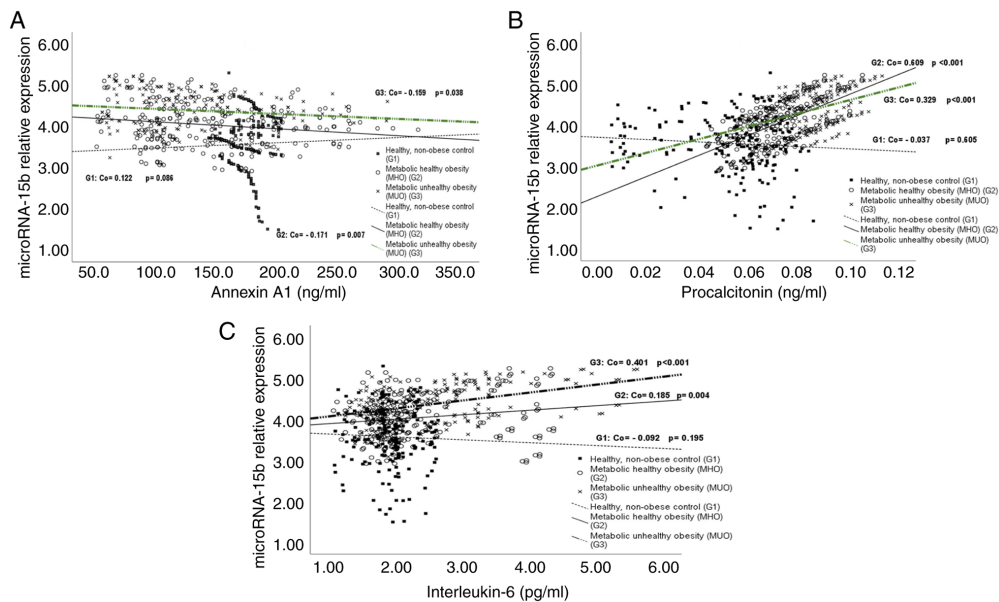 A
microRNA-15b relative expression
6.00
5.00
4.00
3.00
2.00
1.00
G3: Co= - 0.159 p= 0.038
G1: Co= 0.122 p= 0.086
G2: Co= - 0.171 p= 0.007
Healthy, non-obese control
(G1)
Metabolic healthy obesity
(MHO) (G2)
Metabolic unhealthy obesity
(MUO) (G3)
Healthy, non-obese control
(G1)
Metabolic healthy obesity
(MHO) (G2)
Metabolic unhealthy obesity
(MUO) (G3)
50.0 100.0 150.0 200.0 250.0 300.0 350.0
Annexin A1 (ng/ml)
B
microRNA-15b relative expression
6.00
5.00
4.00
3.00
2.00
1.00
G2: Co= 0.609 p <0.001
G3: Co= 0.329 p<0.001
G1: Co= - 0.037 p= 0.605
Healthy, non-obese control (G1)
Metabolic healthy obesity (MHO) (G2)
Metabolic unhealthy obesity (MUO)
(G3)
Healthy, non-obese control (G1)
Metabolic healthy obesity (MHO) (G2)
Metabolic unhealthy obesity (MUO)
(G3)
0.00 0.02 0.04 0.06 0.08 0.10 0.12
Procalcitonin (ng/ml)
C
microRNA-15b relative expression
6.00
5.00
4.00
3.00
2.00
1.00
G3: Co= 0.401 p<0.001
G2: Co= 0.185 p= 0.004
G1: Co= - 0.092 p= 0.195
Healthy, non-obese control (G1)
Metabolic healthy obesity (MHO)
(G2)
Metabolic unhealthy obesity (MUO)
(G3)
Healthy, non-obese control (G1)
Metabolic healthy obesity (MHO)
(G2)
Metabolic unhealthy obesity (MUO)
(G3)
1.00 2.00 3.00 4.00 5.00 6.00
Interleukin-6 (pg/ml)